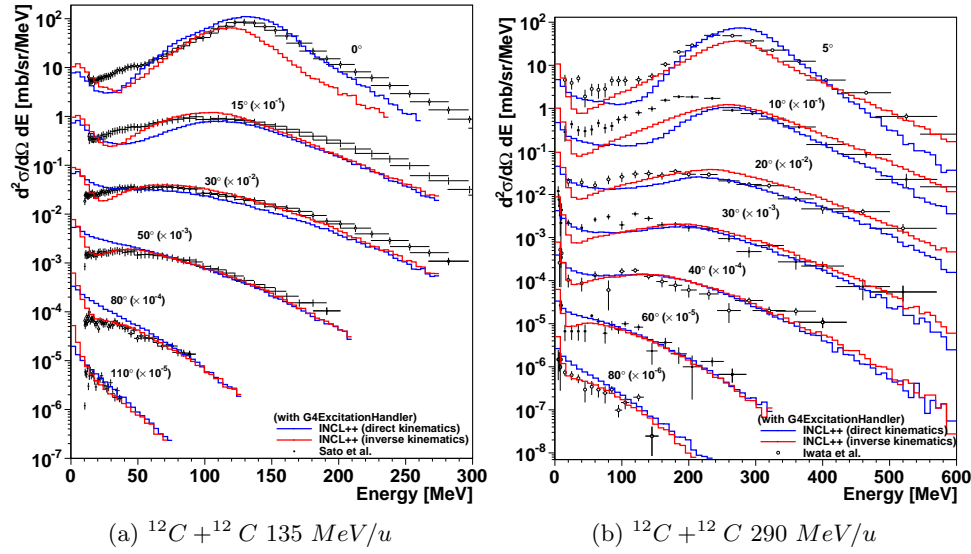 d²σ/dΩ dE [mb/sr/MeV]
10²
10
1
10⁻¹
10⁻²
10⁻³
10⁻⁴
10⁻⁵
10⁻⁶
10⁻⁷
0°
15° (× 10⁻¹)
30° (× 10⁻²)
50° (× 10⁻³)
80° (× 10⁻⁴)
110° (× 10⁻⁵)
(with G4ExcitationHandler)
INCL++ (direct kinematics)
INCL++ (inverse kinematics)
Sato et al.
0 50 100 150 200 250 300
Energy [MeV]
(a) ¹²C +¹² C 135 MeV/u
d²σ/dΩ dE [mb/sr/MeV]
10²
10
1
10⁻¹
10⁻²
10⁻³
10⁻⁴
10⁻⁵
10⁻⁶
10⁻⁷
10⁻⁸
5°
10° (× 10⁻¹)
20° (× 10⁻²)
30° (× 10⁻³)
40° (× 10⁻⁴)
60° (× 10⁻⁵)
80° (× 10⁻⁶)
(with G4ExcitationHandler)
INCL++ (direct kinematics)
INCL++ (inverse kinematics)
Iwata et al.
0 100 200 300 400 500 600
Energy [MeV]
(b) ¹²C +¹² C 290 MeV/u